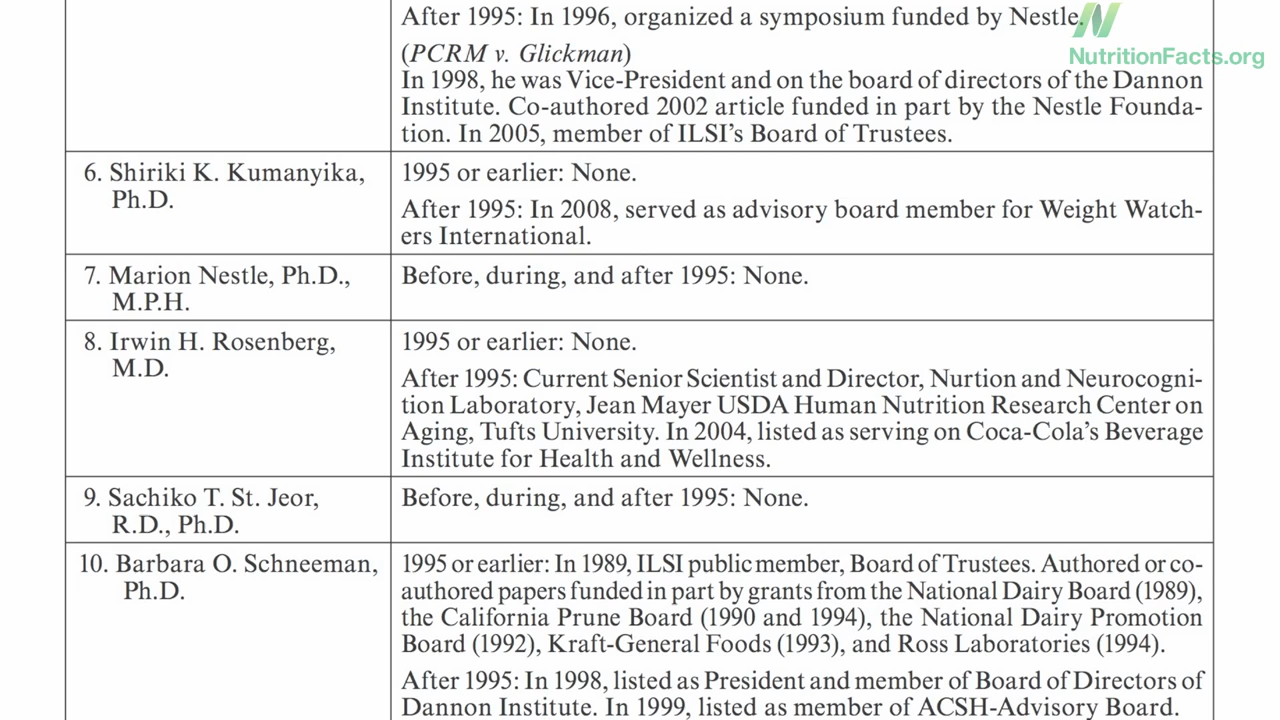 After 1995: In 1996, organized a symposium funded by Nestle.
NutritionFacts.org
(PCRM v. Glickman)
In 1998, he was Vice-President and on the board of directors of the Dannon
Institute. Co-authored 2002 article funded in part by the Nestle Founda-
tion. In 2005, member of ILSI's Board of Trustees.
6. Shiriki K. Kumanyika,
Ph.D.
1995 or earlier: None.
After 1995: In 2008, served as advisory board member for Weight Watch-
ers International.
7. Marion Nestle, Ph.D.,
M.P.H.
Before, during, and after 1995: None.
8. Irwin H. Rosenberg,
M.D.
1995 or earlier: None.
After 1995: Current Senior Scientist and Director, Nurtion and Neurocogni-
tion Laboratory, Jean Mayer USDA Human Nutrition Research Center on
Aging, Tufts University. In 2004, listed as serving on Coca-Cola's Beverage
Institute for Health and Wellness.
9. Sachiko T. St. Jeor,
R.D., Ph.D.
Before, during, and after 1995: None.
10. Barbara O. Schneeman,
Ph.D.
1995 or earlier: In 1989, ILSI public member, Board of Trustees. Authored or co-
authored papers funded in part by grants from the National Dairy Board (1989),
the California Prune Board (1990 and 1994), the National Dairy Promotion
Board (1992), Kraft-General Foods (1993), and Ross Laboratories (1994).
After 1995: In 1998, listed as President and member of Board of Directors of
Dannon Institute. In 1999, listed as member of ACSH-Advisory Board.